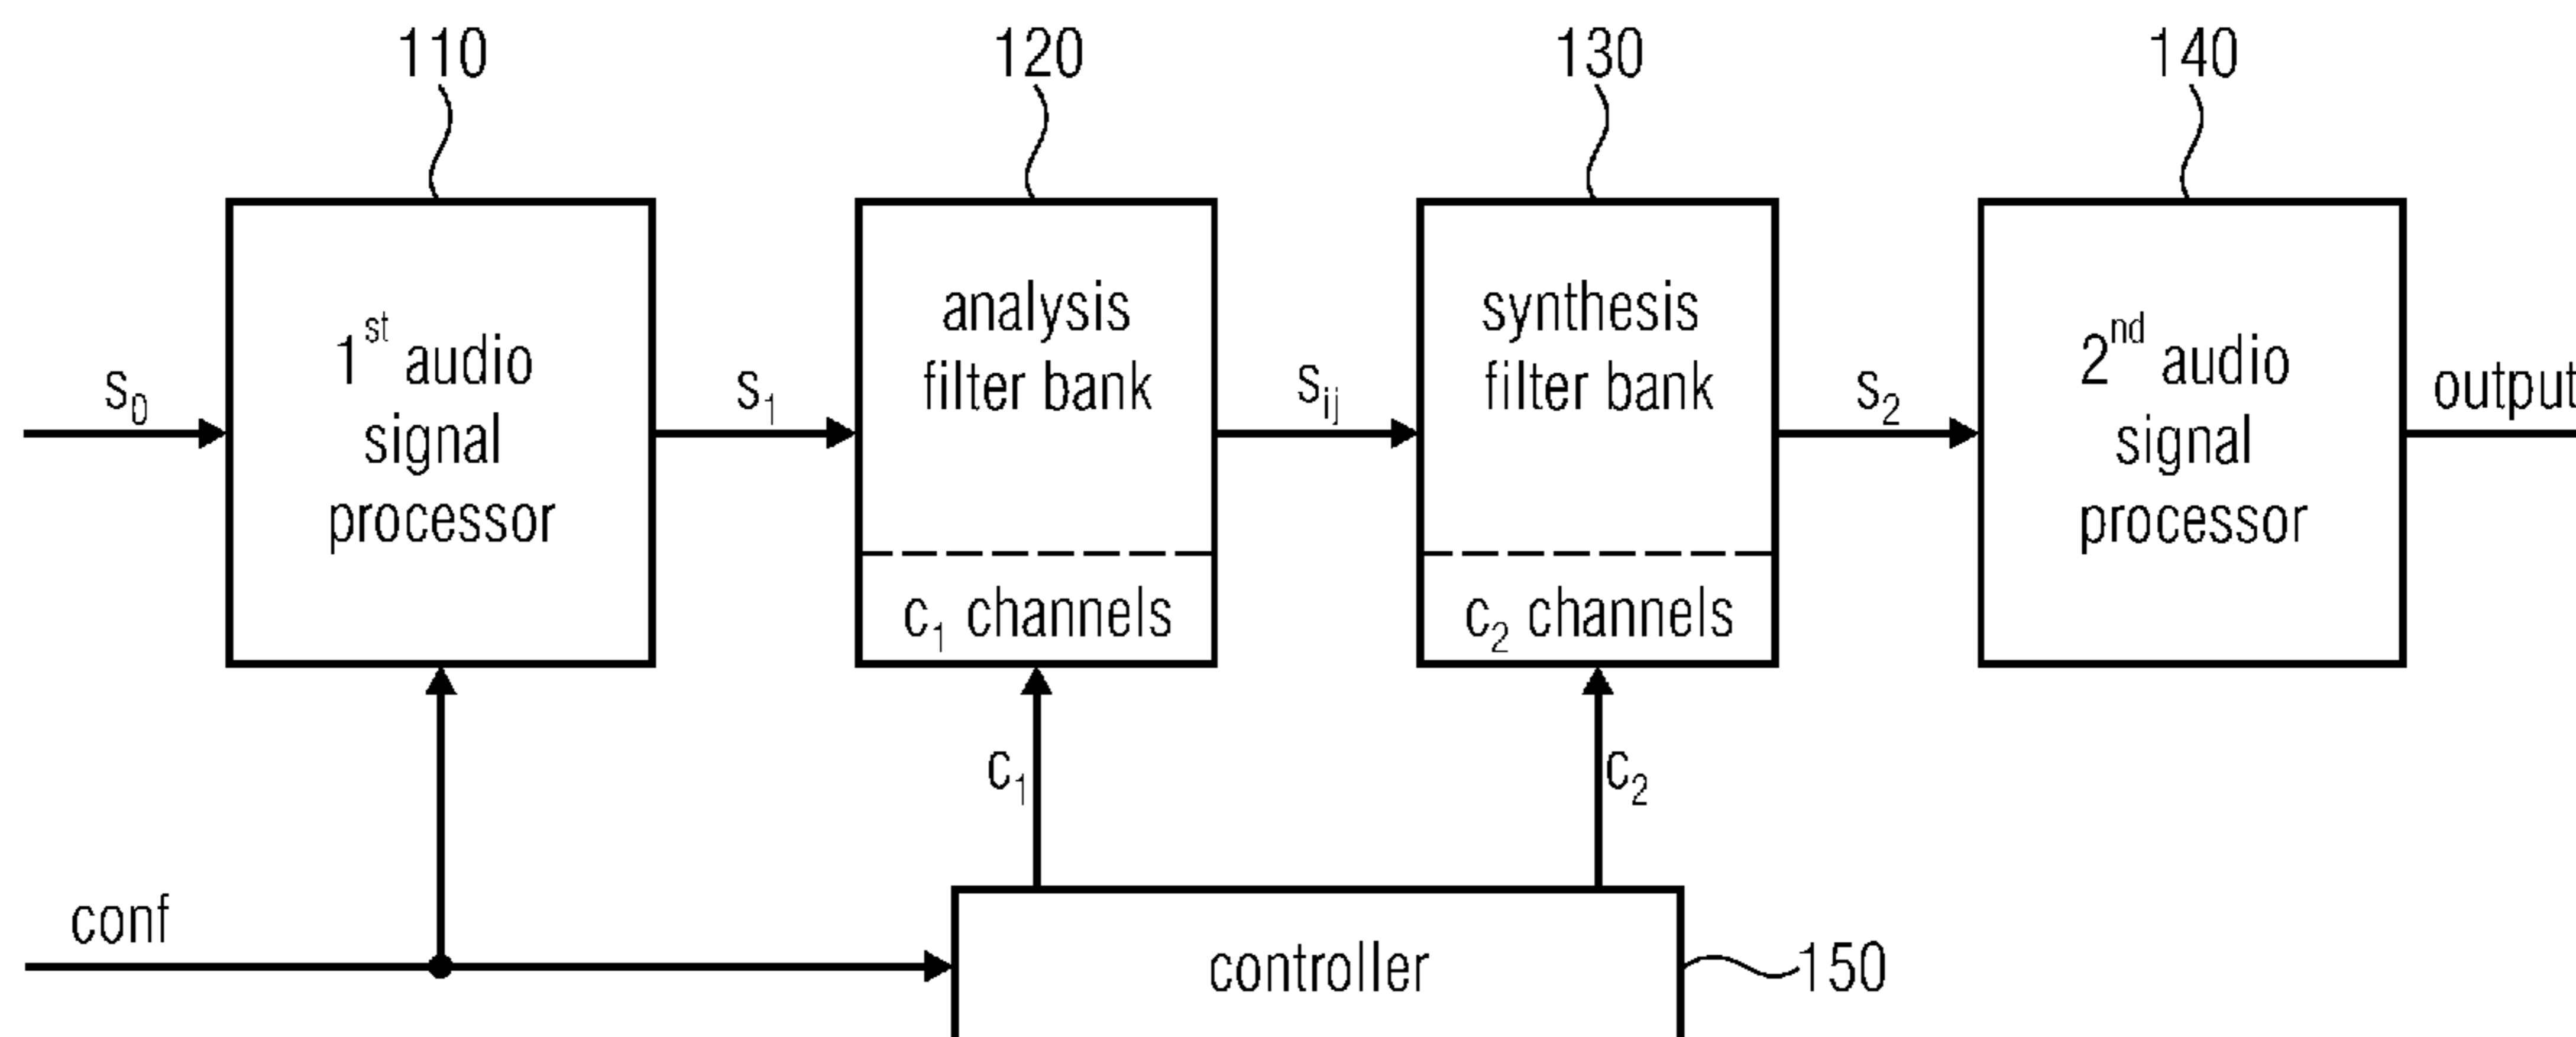 110
120
130
140
s₀
1ˢᵗ audio
signal
processor
s₁
analysis
filter bank
c₁ channels
sᵢⱼ
synthesis
filter bank
c₂ channels
s₂
2ⁿᵈ audio
signal
processor
output
c₁
c₂
conf
controller
150